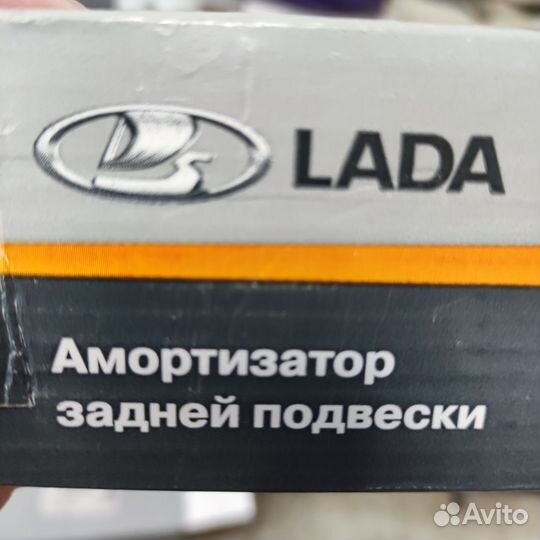 LADA
Амортизатор
задней подвески
Avito